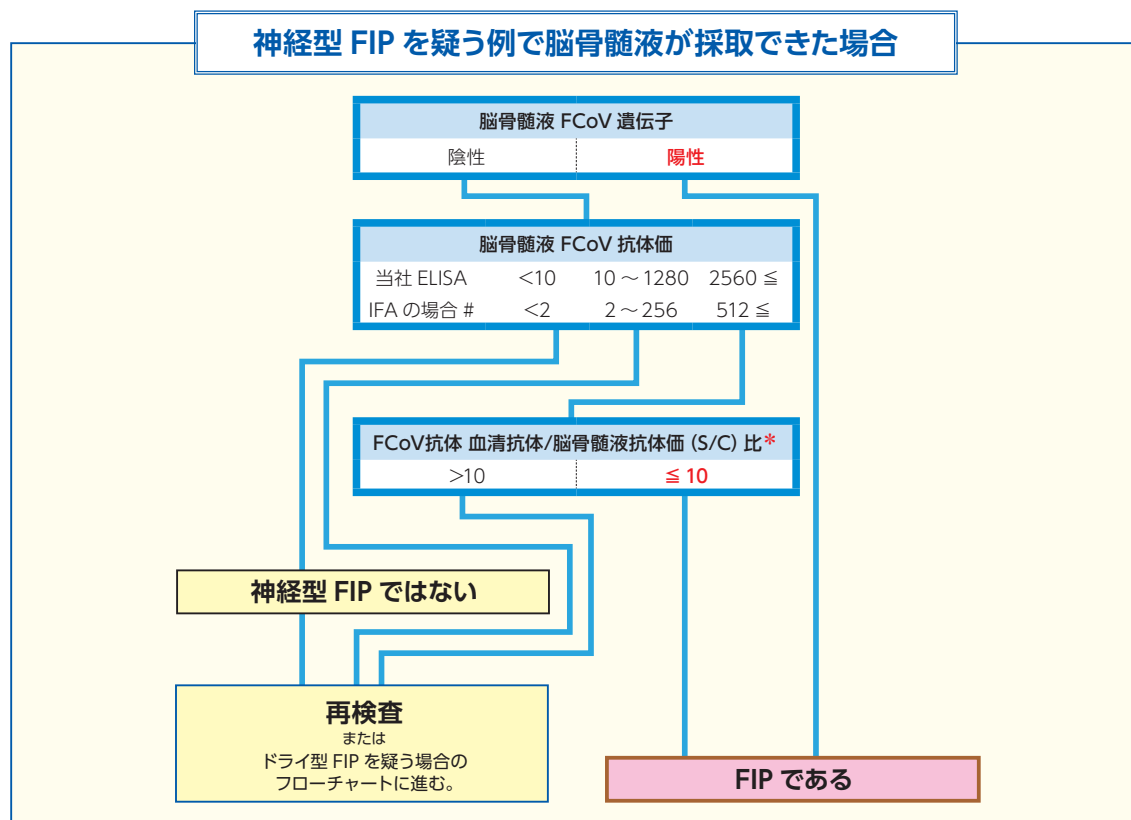 神経型 FIP を疑う例で脳骨髄液が採取できた場合
脳骨髄液 FCoV 遺伝子
陰性 陽性
脳骨髄液 FCoV 抗体価
当社 ELISA <10 10 ～ 1280 2560 ≦
IFA の場合 # <2 2 ～ 256 512 ≦
FCoV抗体 血清抗体/脳骨髄液抗体価 (S/C) 比*
>10 ≦ 10
神経型 FIP ではない
再検査
または
ドライ型 FIP を疑う場合の
フローチャートに進む。
FIP である